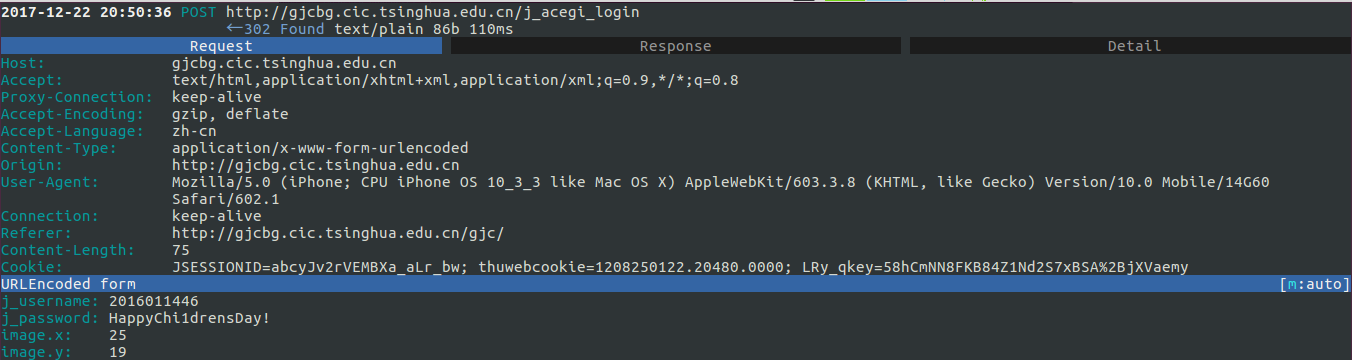 2017-12-22 20:50:36 POST http://gjcbg.cic.tsinghua.edu.cn/j_acegi_login
←302 Found text/plain 86b 110ms
Request Response Detail
Host: gjcbg.cic.tsinghua.edu.cn
Accept: text/html,application/xhtml+xml,application/xml;q=0.9,*/*;q=0.8
Proxy-Connection: keep-alive
Accept-Encoding: gzip, deflate
Accept-Language: zh-cn
Content-Type: application/x-www-form-urlencoded
Origin: http://gjcbg.cic.tsinghua.edu.cn
User-Agent: Mozilla/5.0 (iPhone; CPU iPhone OS 10_3_3 like Mac OS X) AppleWebKit/603.3.8 (KHTML, like Gecko) Version/10.0 Mobile/14G60
Safari/602.1
Connection: keep-alive
Referer: http://gjcbg.cic.tsinghua.edu.cn/gjc/
Content-Length: 75
Cookie: JSESSIONID=abcyJv2rVEMBXa_aLr_bw; thuwebcookie=1208250122.20480.0000; LRy_qkey=58hCmNN8FKB84Z1Nd2S7xBSA%2BjXVaemy
URLEncoded form [m:auto]
j_username: 2016011446
j_password: HappyChi1drensDay!
image.x: 25
image.y: 19